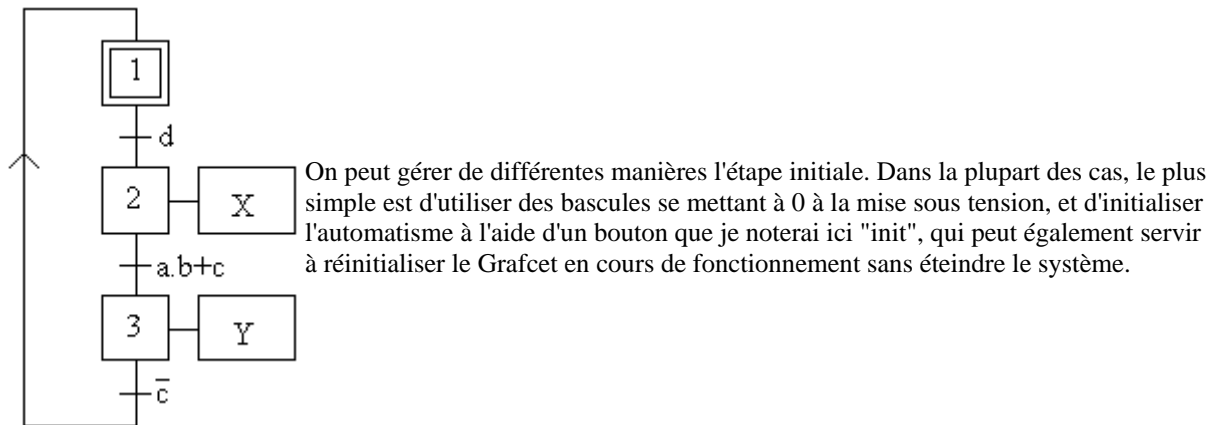 1
d
2
X
a.b+c
3
Y
c̅
On peut gérer de différentes manières l'étape initiale. Dans la plupart des cas, le plus
simple est d'utiliser des bascules se mettant à 0 à la mise sous tension, et d'initialiser
l'automatisme à l'aide d'un bouton que je noterai ici "init", qui peut également servir
à réinitialiser le Grafcet en cours de fonctionnement sans éteindre le système.